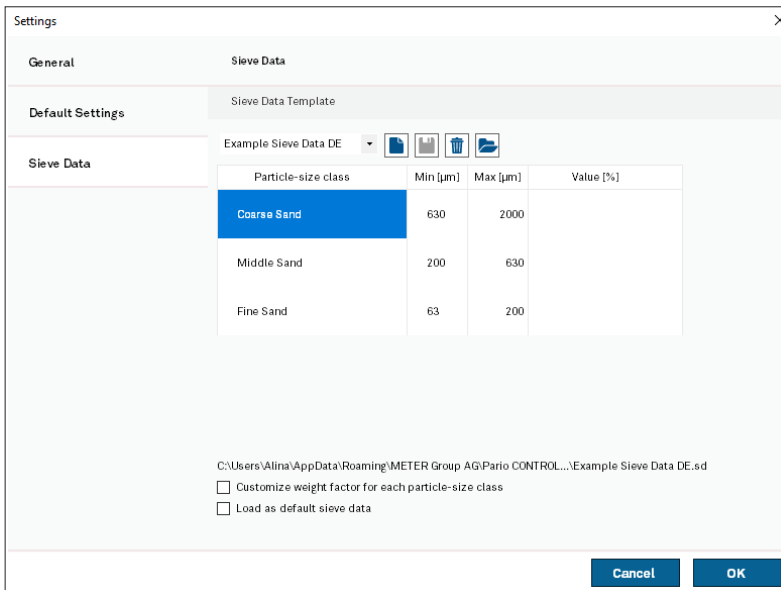 Settings
General
Sieve Data
Sieve Data Template
Default Settings
Example Sieve Data DE
Sieve Data
Particle-size class Min [µm] Max [µm] Value [%]
Coarse Sand 630 2000
Middle Sand 200 630
Fine Sand 63 200
C:\Users\Alina\AppData\Roaming\METER Group AG\Pario CONTROL...\Example Sieve Data DE.sd
Customize weight factor for each particle-size class
Load as default sieve data
Cancel OK